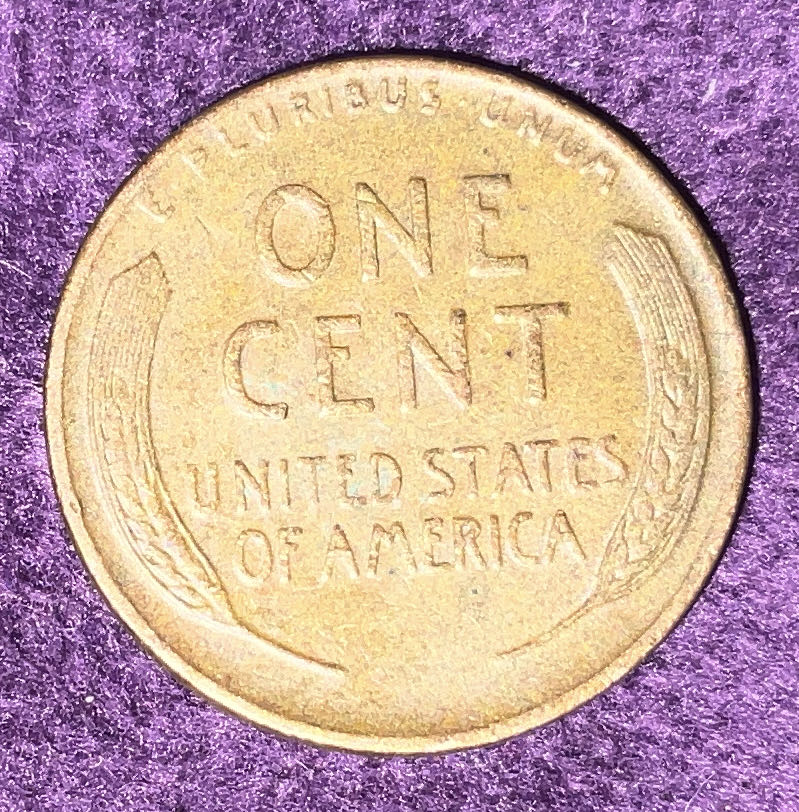 E · PLURIBUS · UNUM
ONE
CENT
UNITED STATES
OF AMERICA